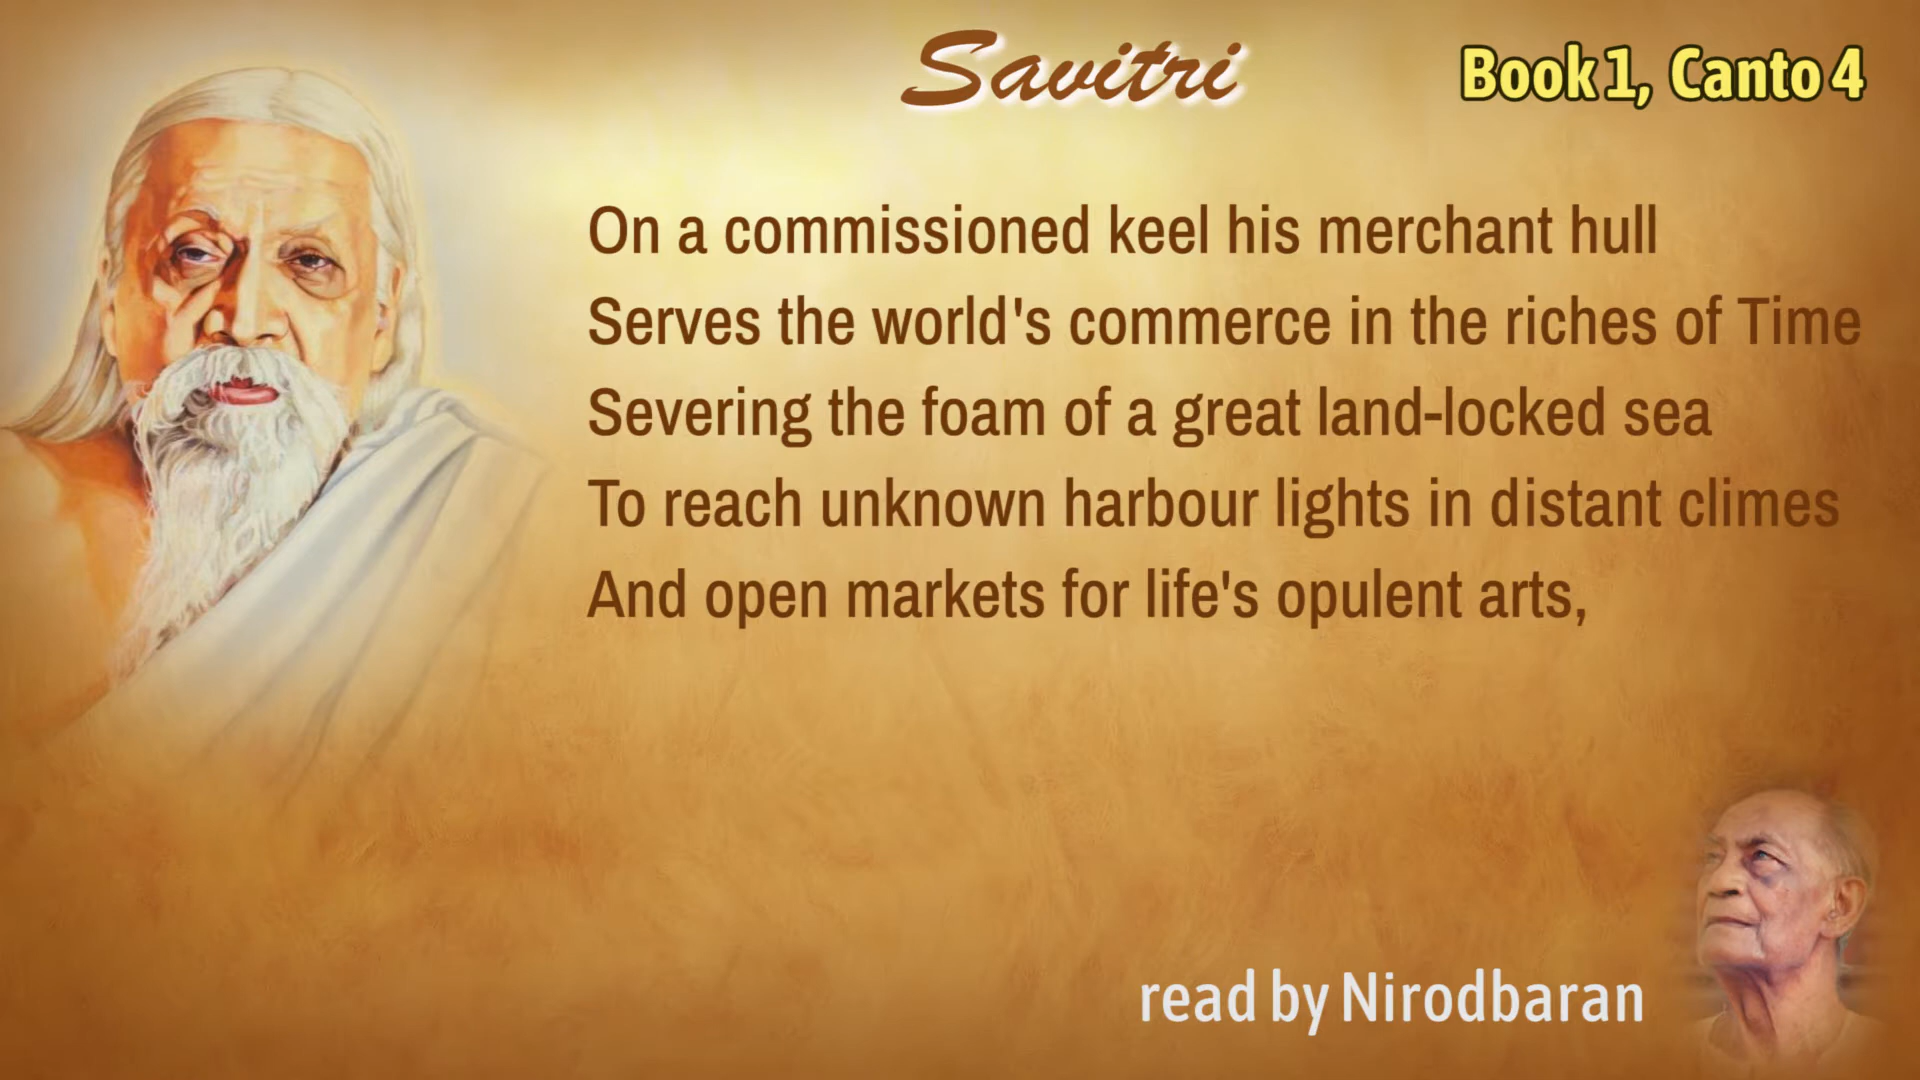 Savitri
Book 1, Canto 4
On a commissioned keel his merchant hull
Serves the world's commerce in the riches of Time
Severing the foam of a great land-locked sea
To reach unknown harbour lights in distant climes
And open markets for life's opulent arts,
read by Nirodbaran